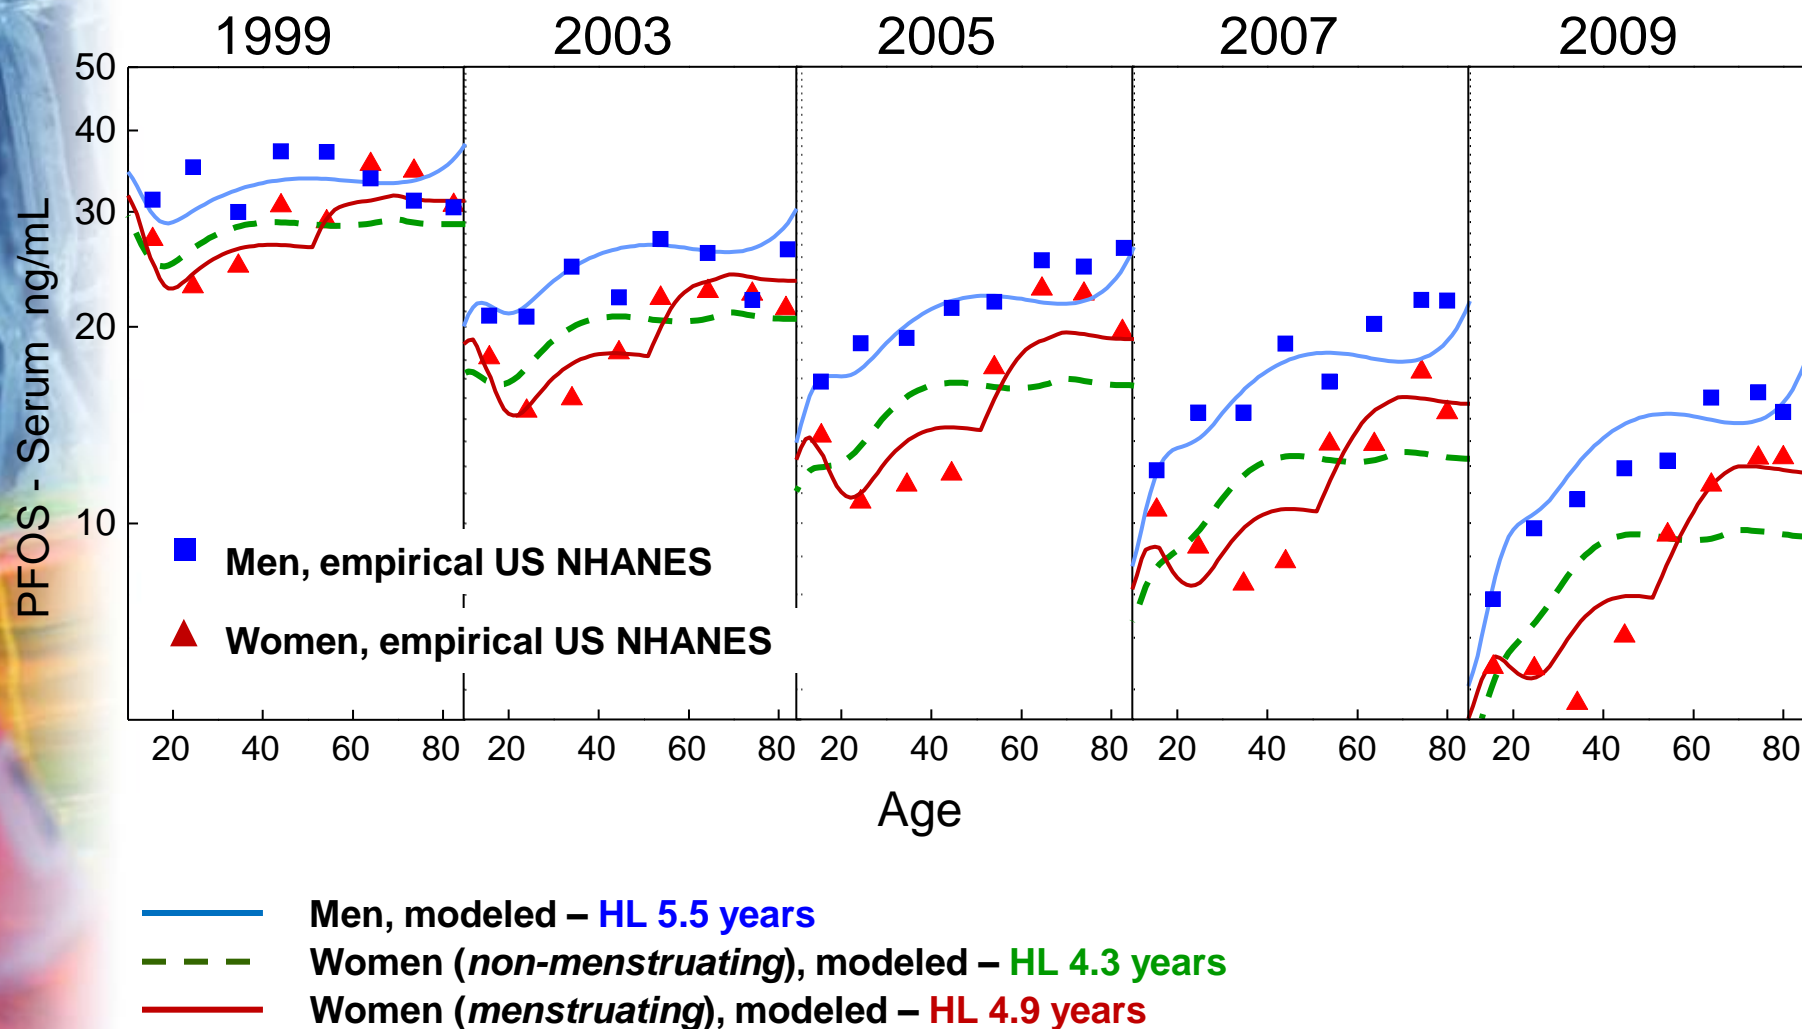 1999 2003 2005 2007 2009
50
40
30
20
10
PFOS - Serum ng/mL
Men, empirical US NHANES
Women, empirical US NHANES
20 40 60 80 20 40 60 80 20 40 60 80 20 40 60 80 20 40 60 80
Age
Men, modeled – HL 5.5 years
Women (non-menstruating), modeled – HL 4.3 years
Women (menstruating), modeled – HL 4.9 years